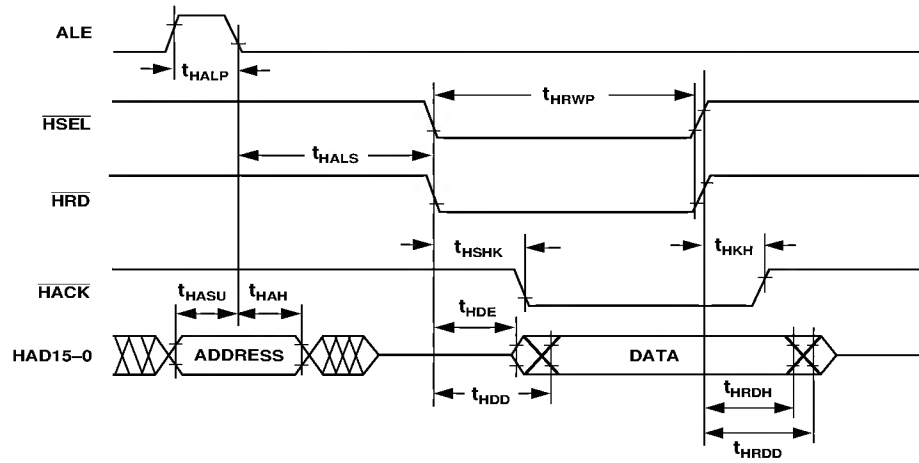 ALE
tHALP
HSEL
tHRWP
tHALS
HRD
tHSHK
tHKH
HACK
tHASU
tHAH
tHDE
HAD15–0
ADDRESS
DATA
tHDD
tHRDH
tHRDD